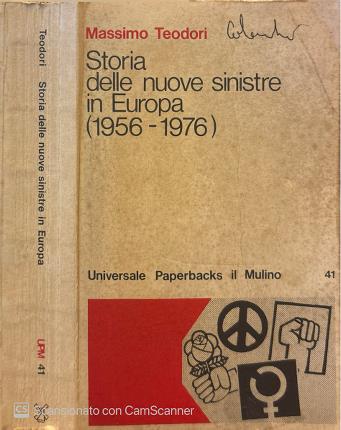 Teodori Storia delle nuove sinistre in Europa
UPM 41
Massimo Teodori
Storia
delle nuove sinistre
in Europa
(1956-1976)
Universale Paperbacks il Mulino 41
CS Scansionato con CamScanner